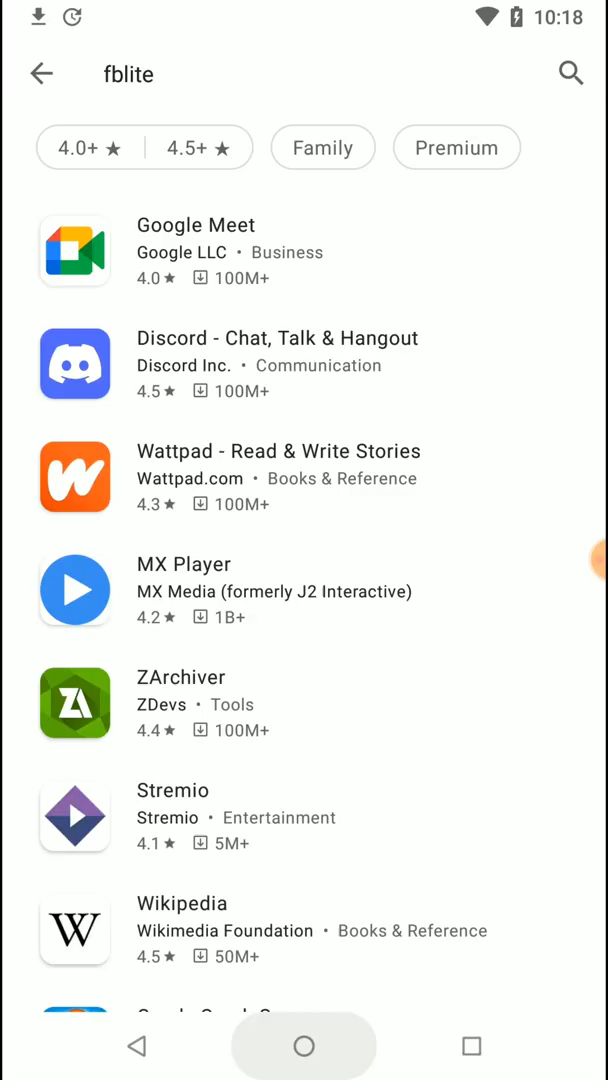 10:18
fblite
4.0+ ★ 4.5+ ★ Family Premium
Google Meet
Google LLC • Business
4.0 ★ 100M+
Discord - Chat, Talk & Hangout
Discord Inc. • Communication
4.5 ★ 100M+
Wattpad - Read & Write Stories
Wattpad.com • Books & Reference
4.3 ★ 100M+
MX Player
MX Media (formerly J2 Interactive)
4.2 ★ 1B+
ZArchiver
ZDevs • Tools
4.4 ★ 100M+
Stremio
Stremio • Entertainment
4.1 ★ 5M+
Wikipedia
Wikimedia Foundation • Books & Reference
4.5 ★ 50M+